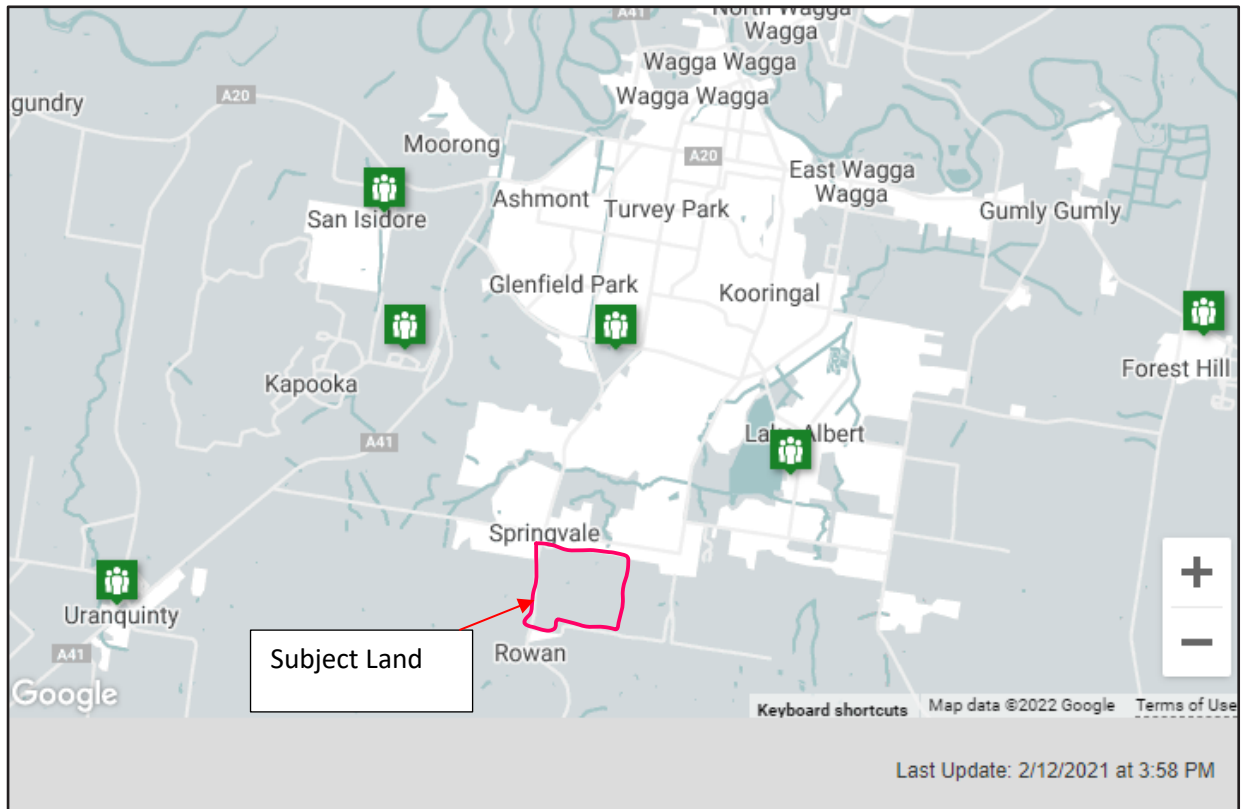 North Wagga
Wagga
A41
Wagga Wagga
Wagga Wagga
gundry
A20
Moorong
A20
East Wagga
Wagga
Ashmont
Turvey Park
San Isidore
Gumly Gumly
Glenfield Park
Kooringal
Forest Hill
Kapooka
A41
Lake Albert
Springvale
Uranquinty
Subject Land
Rowan
A41
Google
Keyboard shortcuts
Map data ©2022 Google
Terms of Use
Last Update: 2/12/2021 at 3:58 PM